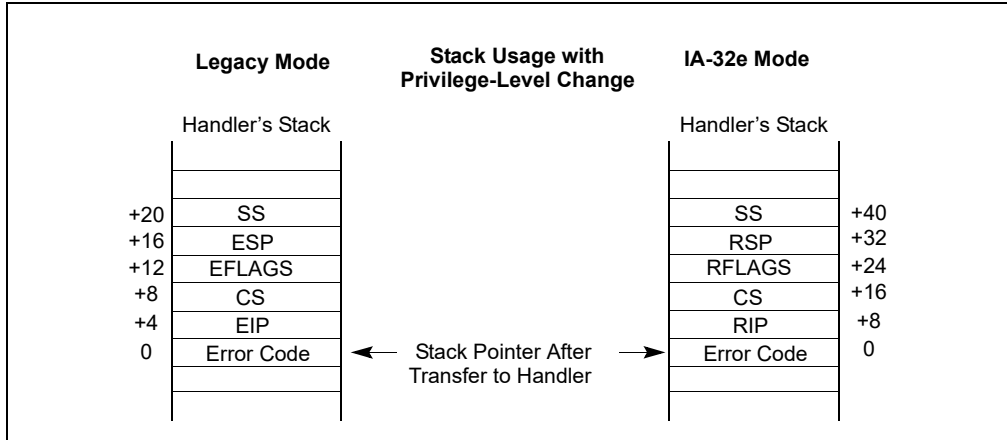 Legacy Mode
Stack Usage with
Privilege-Level Change
IA-32e Mode
Handler's Stack
Handler's Stack
+20 SS
+16 ESP
+12 EFLAGS
+8 CS
+4 EIP
0 Error Code
SS +40
RSP +32
RFLAGS +24
CS +16
RIP +8
Error Code 0
Stack Pointer After
Transfer to Handler